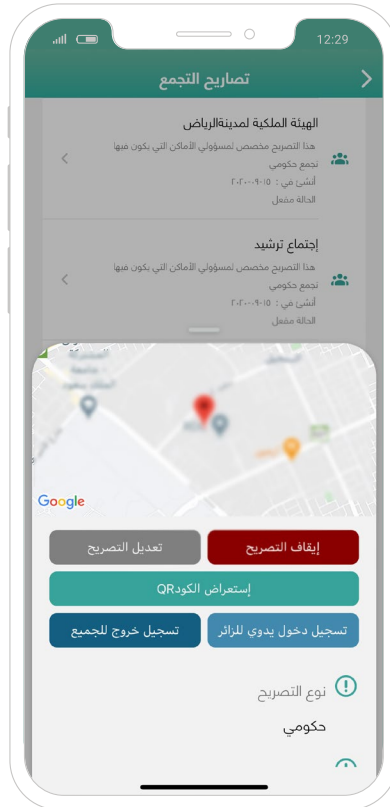 12:29
تصاريح التجمع
الهيئة الملكية لمدينةالرياض
هذا التصريح مخصص لمسؤولي الأماكن التي يكون فيها
تجمع حكومي
أنشئ في : ١٥-٠٩-٢٠٢٠
الحالة مفعل
إجتماع ترشيد
هذا التصريح مخصص لمسؤولي الأماكن التي يكون فيها
تجمع حكومي
أنشئ في : ١٥-٠٩-٢٠٢٠
الحالة مفعل
Google
إيقاف التصريح
تعديل التصريح
إستعراض الكودQR
تسجيل دخول يدوي للزائر
تسجيل خروج للجميع
نوع التصريح
حكومي